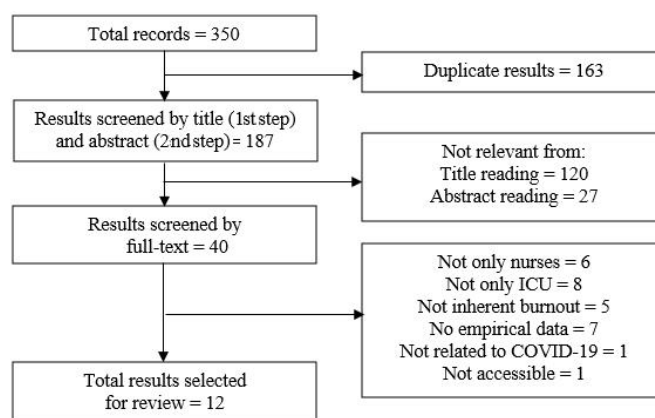 Total records = 350
Duplicate results = 163
Results screened by title (1st step)
and abstract (2nd step) = 187
Not relevant from:
Title reading = 120
Abstract reading = 27
Results screened by
full-text = 40
Not only nurses = 6
Not only ICU = 8
Not inherent burnout = 5
No empirical data = 7
Not related to COVID-19 = 1
Not accessible = 1
Total results selected
for review = 12